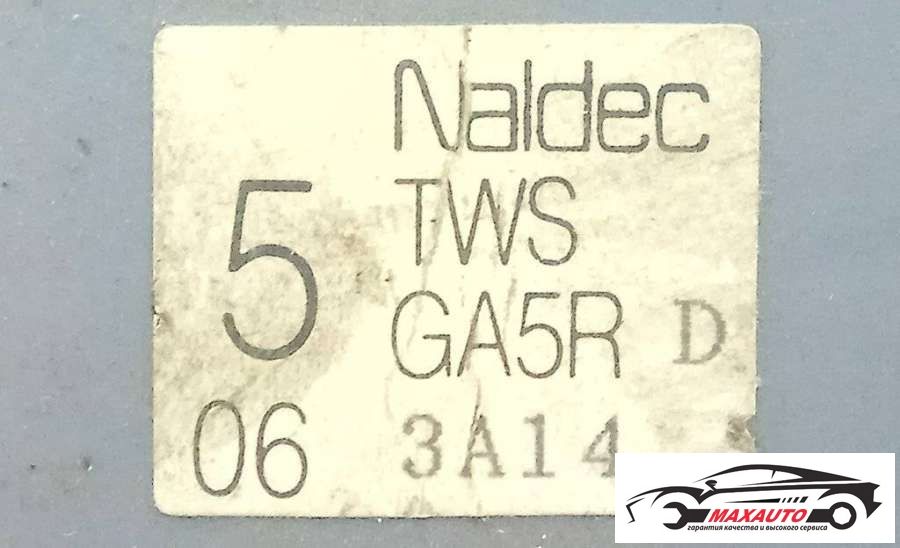 Naldec
5 TWS
GA5R D
06 3A14
MAXAUTO
гарантия качества и высокого сервиса